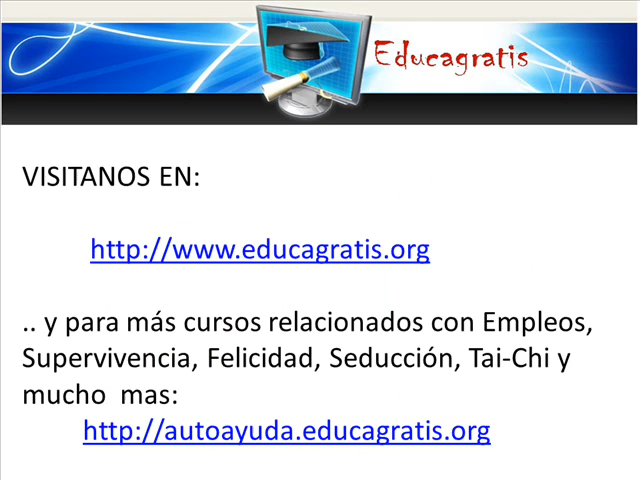 Educagratis
VISITANOS EN:
http://www.educagratis.org
.. y para más cursos relacionados con Empleos,
Supervivencia, Felicidad, Seducción, Tai-Chi y
mucho  mas:
http://autoayuda.educagratis.org